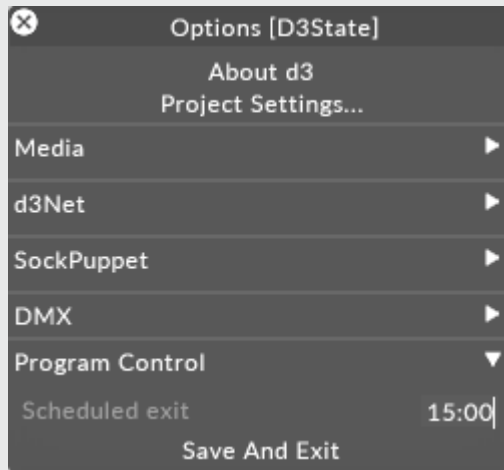 Options [D3State]
About d3
Project Settings...
Media
d3Net
SockPuppet
DMX
Program Control
Scheduled exit 15:00
Save And Exit